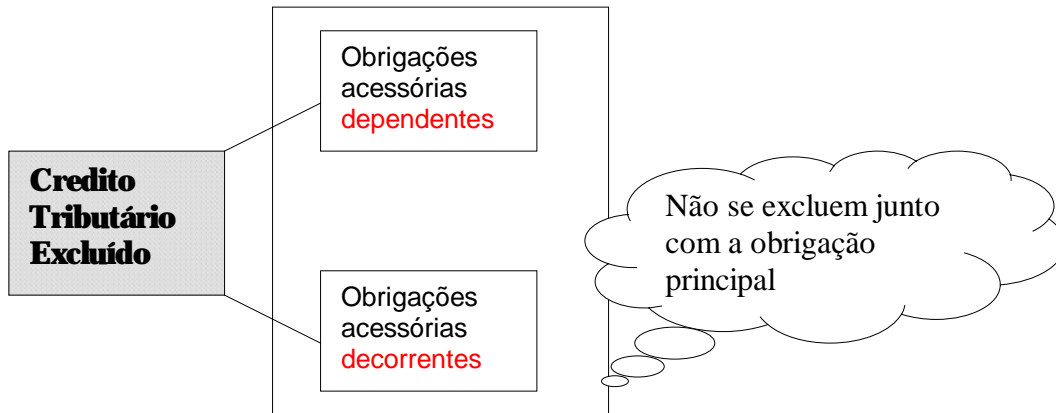 Obrigações
acessórias
dependentes
Credito
Tributário
Excluído
Não se excluem junto
com a obrigação
principal
Obrigações
acessórias
decorrentes